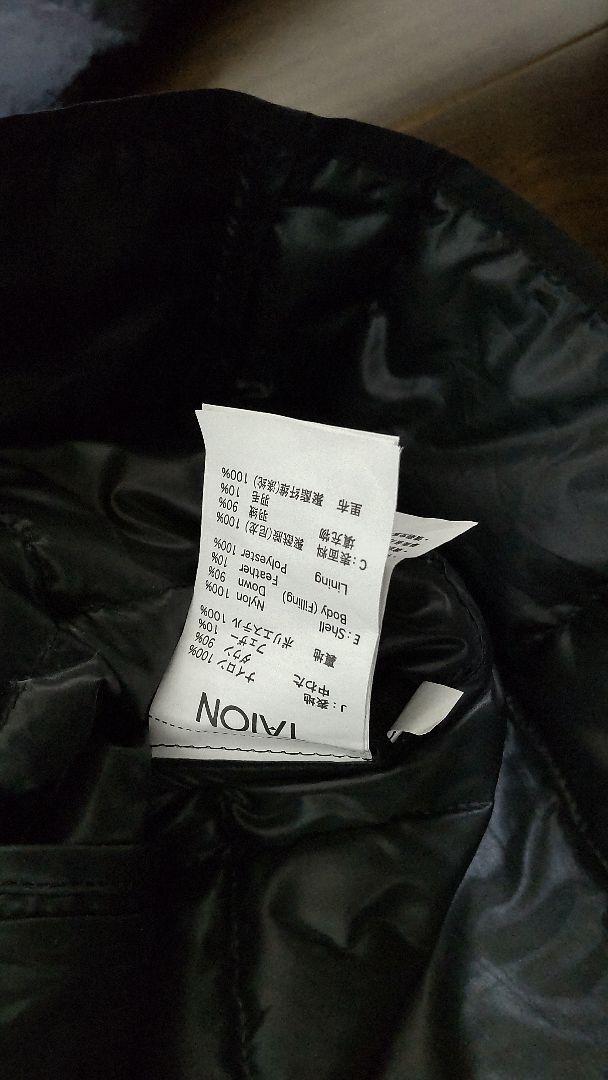 TAION
J:表地 ナイロン 100%
中わた ダウン 90%
フェザー 10%
裏地 ポリエステル 100%
E:Shell Nylon 100%
Body (Filling) Down 90%
Feather 10%
Lining Polyester 100%
C:表面料 聚酰胺(尼龙) 100%
填充物 羽绒 90%
羽毛 10%
里布 聚酯纤维(涤纶) 100%